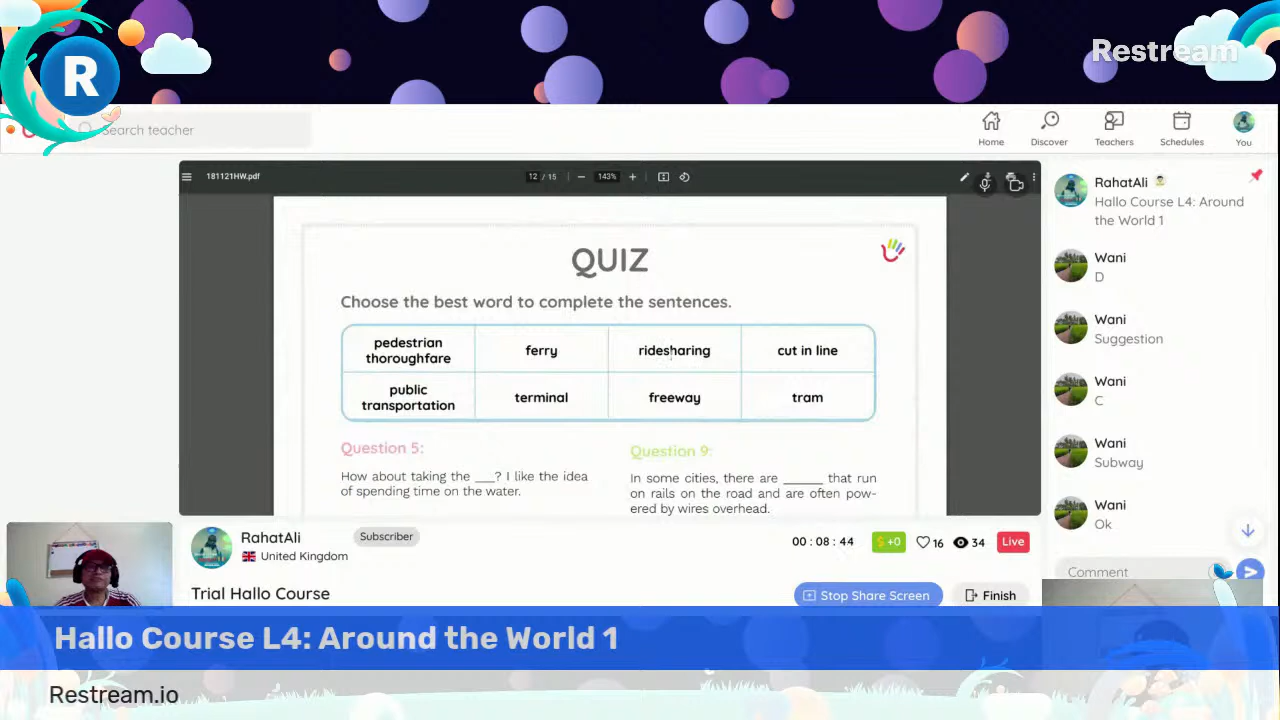 R
Restream
Search teacher
Home
Discover
Teachers
Schedules
You
181121HW.pdf
12 / 15
143%
QUIZ
Choose the best word to complete the sentences.
pedestrian
thoroughfare
ferry
ridesharing
cut in line
public
transportation
terminal
freeway
tram
Question 5:
How about taking the ___? I like the idea
of spending time on the water.
Question 9:
In some cities, there are ______ that run
on rails on the road and are often pow-
ered by wires overhead.
RahatAli
Hallo Course L4: Around
the World 1
Wani
D
Wani
Suggestion
Wani
C
Wani
Subway
Wani
Ok
Comment
RahatAli
Subscriber
United Kingdom
00 : 08 : 44
$ +0
16
34
Live
Trial Hallo Course
Stop Share Screen
Finish
Hallo Course L4: Around the World 1
Restream.io